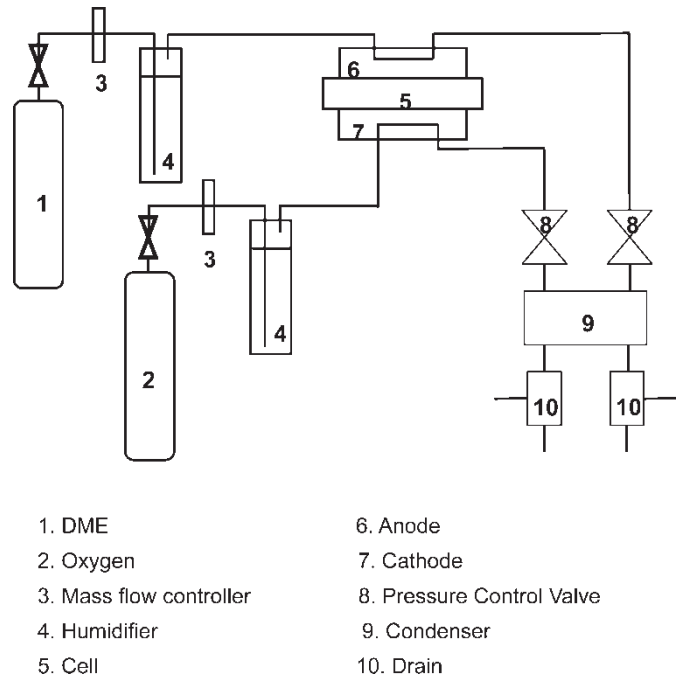 6
3
5
4
7
1
8 8
3
9
4
2
10 10
1. DME
2. Oxygen
3. Mass flow controller
4. Humidifier
5. Cell
6. Anode
7. Cathode
8. Pressure Control Valve
9. Condenser
10. Drain